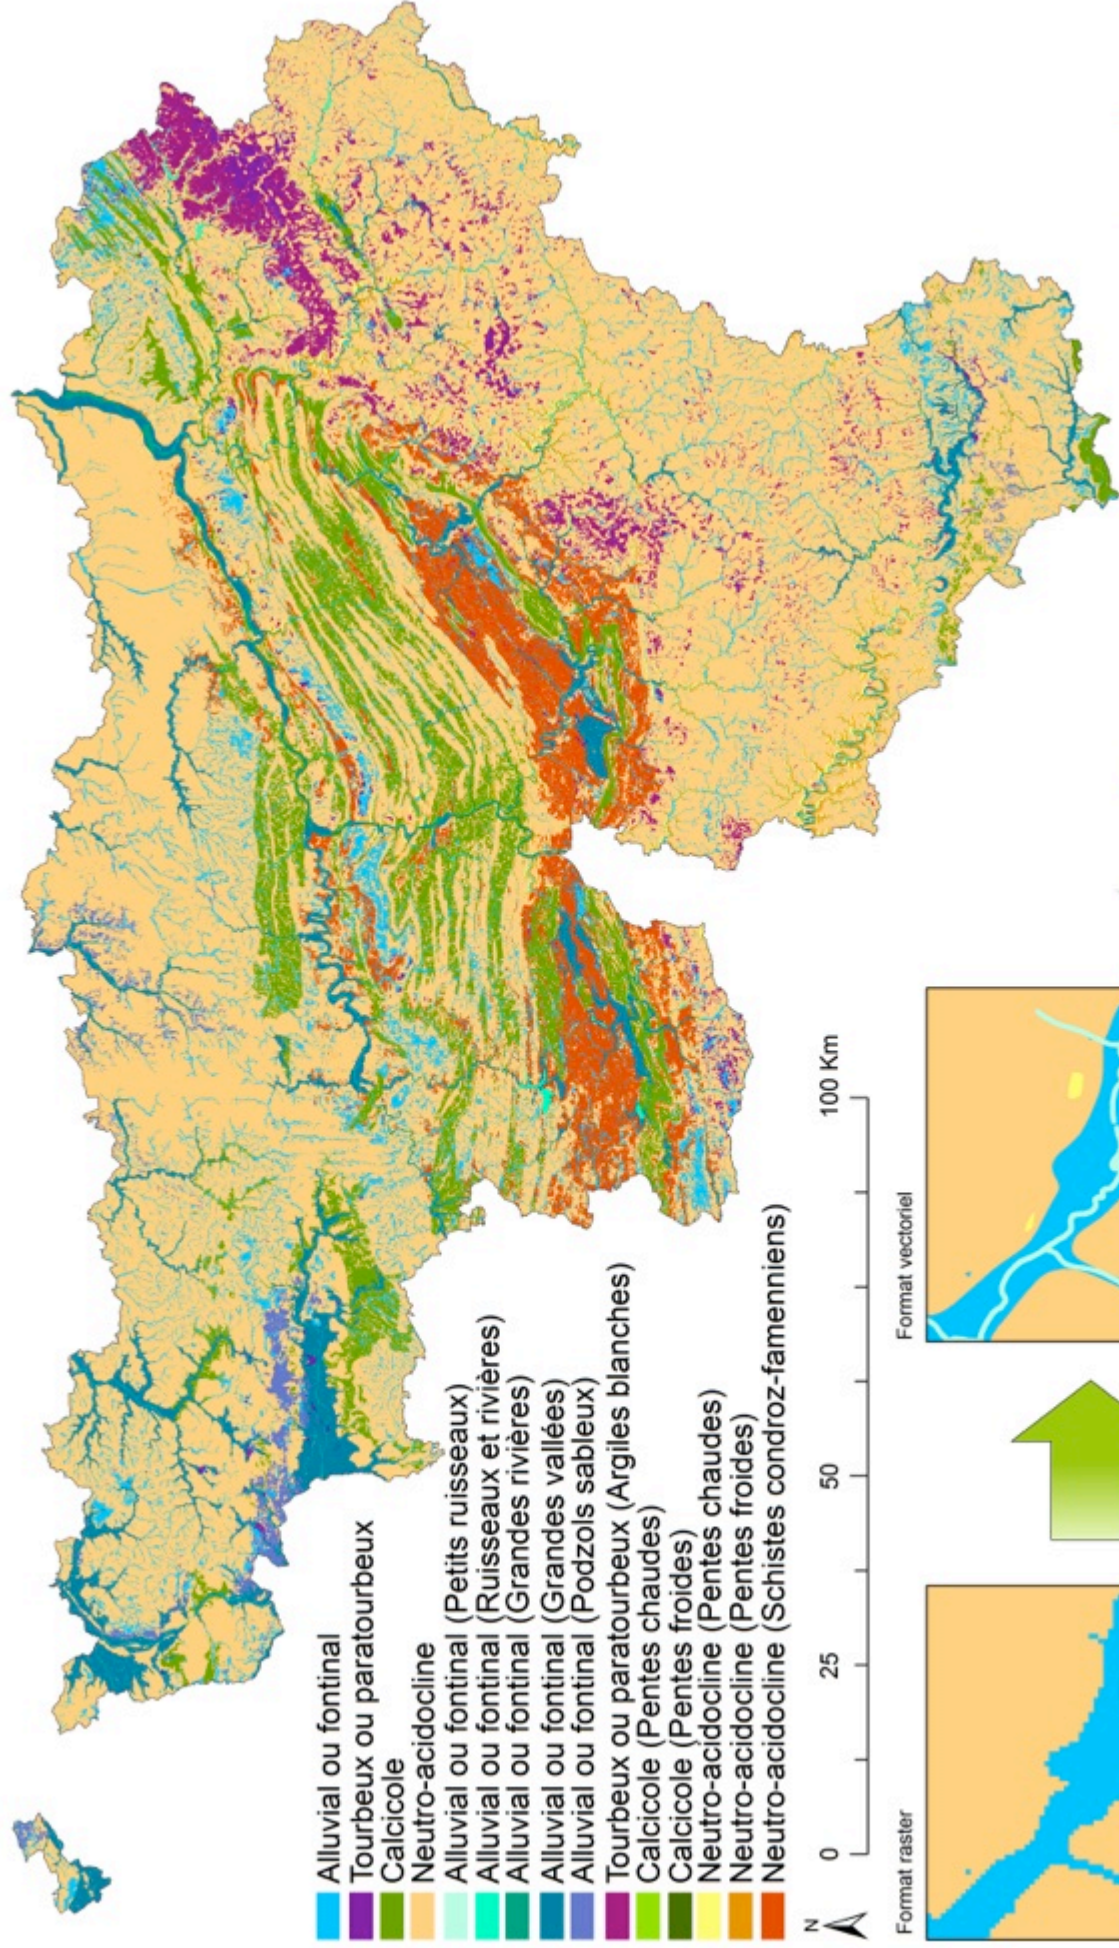 Alluvial ou fontinal
Tourbeux ou paratourbeux
Calcicole
Neutro-acidocline
Alluvial ou fontinal (Petits ruisseaux)
Alluvial ou fontinal (Ruisseaux et rivières)
Alluvial ou fontinal (Grandes rivières)
Alluvial ou fontinal (Grandes vallées)
Alluvial ou fontinal (Podzols sableux)
Tourbeux ou paratourbeux (Argiles blanches)
Calcicole (Pentes chaudes)
Calcicole (Pentes froides)
Neutro-acidocline (Pentes chaudes)
Neutro-acidocline (Pentes froides)
Neutro-acidocline (Schistes condroz-famenniens)
N
0 25 50 100 Km
Format raster
Format vectoriel